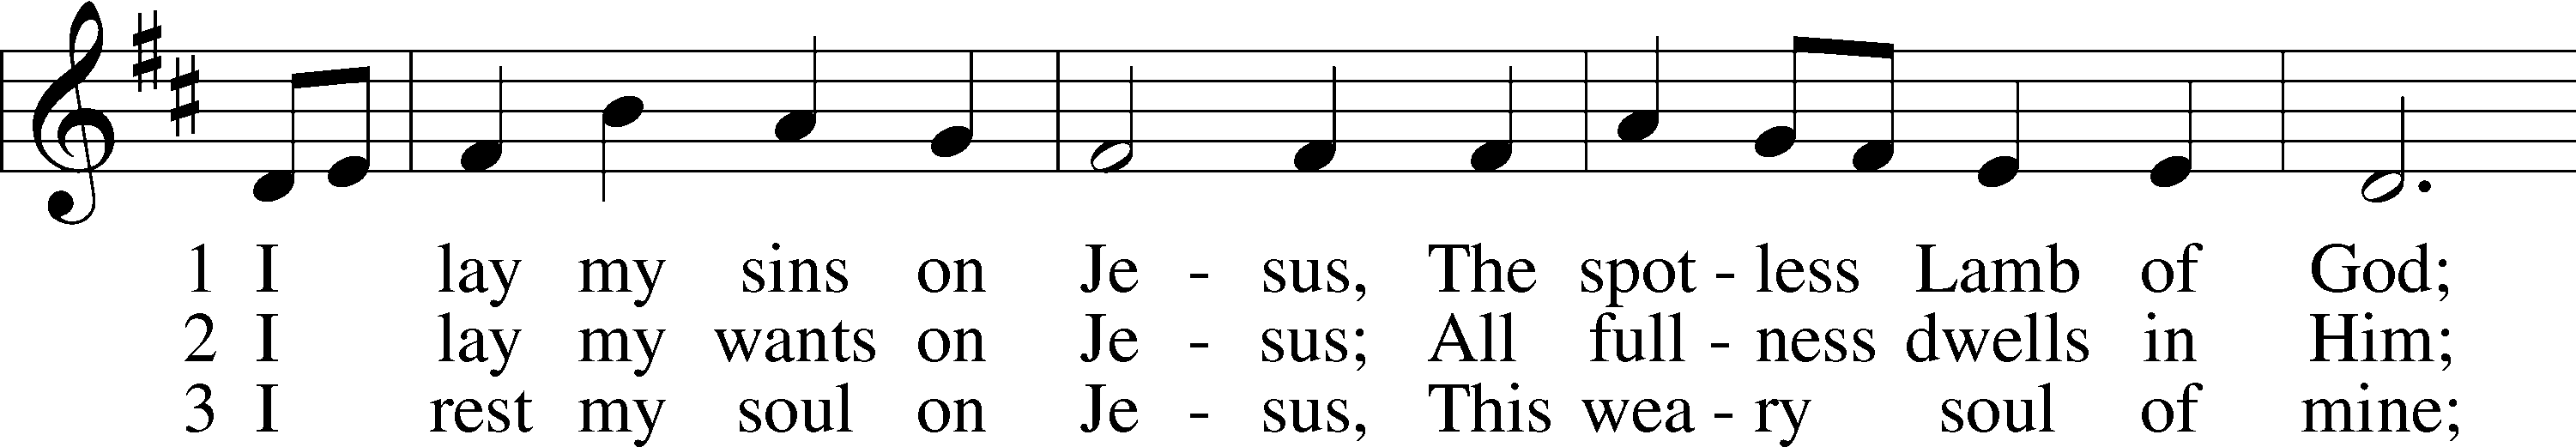 1 I lay my sins on Je - sus, The spot - less Lamb of God;
2 I lay my wants on Je - sus; All full - ness dwells in Him;
3 I rest my soul on Je - sus, This wea - ry soul of mine;